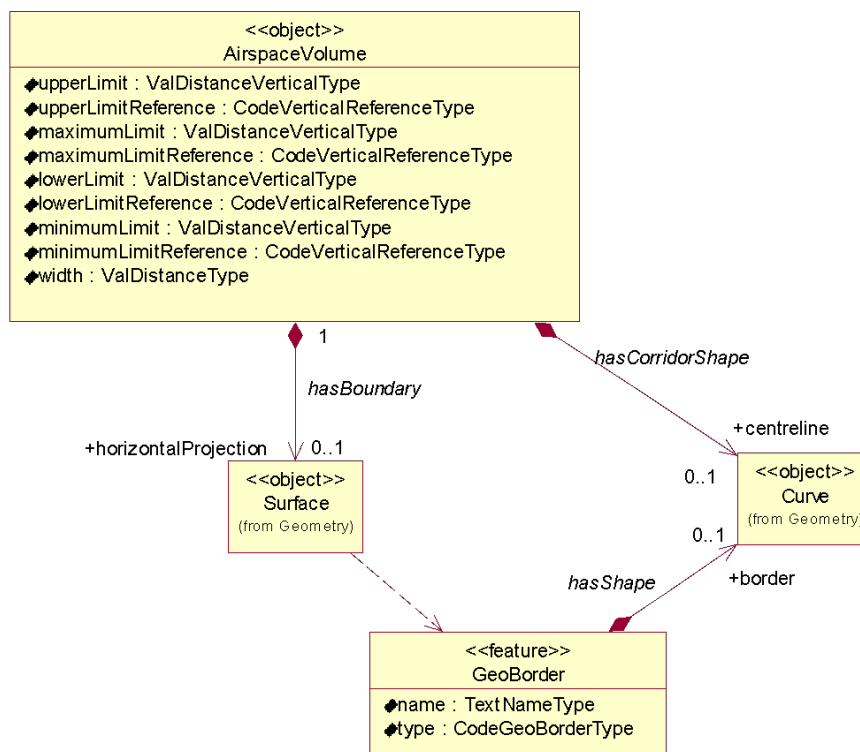 <<object>>
AirspaceVolume
upperLimit : ValDistanceVerticalType
upperLimitReference : CodeVerticalReferenceType
maximumLimit : ValDistanceVerticalType
maximumLimitReference : CodeVerticalReferenceType
lowerLimit : ValDistanceVerticalType
lowerLimitReference : CodeVerticalReferenceType
minimumLimit : ValDistanceVerticalType
minimumLimitReference : CodeVerticalReferenceType
width : ValDistanceType
1
hasCorridorShape
hasBoundary
+centreline
+horizontalProjection
0..1
0..1
<<object>>
Surface
(from Geometry)
<<object>>
Curve
(from Geometry)
0..1
hasShape
+border
<<feature>>
GeoBorder
name : TextNameType
type : CodeGeoBorderType